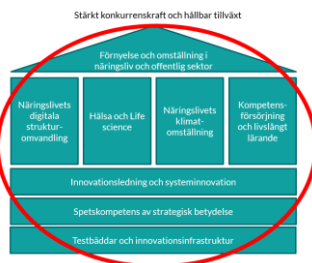 Stärkt konkurrenskraft och hållbar tillväxt
Förnyelse och omställning i
näringsliv och offentlig sektor
Näringslivets
digitala
struktur-
omvandling
Hälsa och Life
science
Näringslivets
klimat-
omställning
Kompetens-
försörjning
och livslångt
lärande
Innovationsledning och systeminnovation
Spetskompetens av strategisk betydelse
Testbäddar och innovationsinfrastruktur